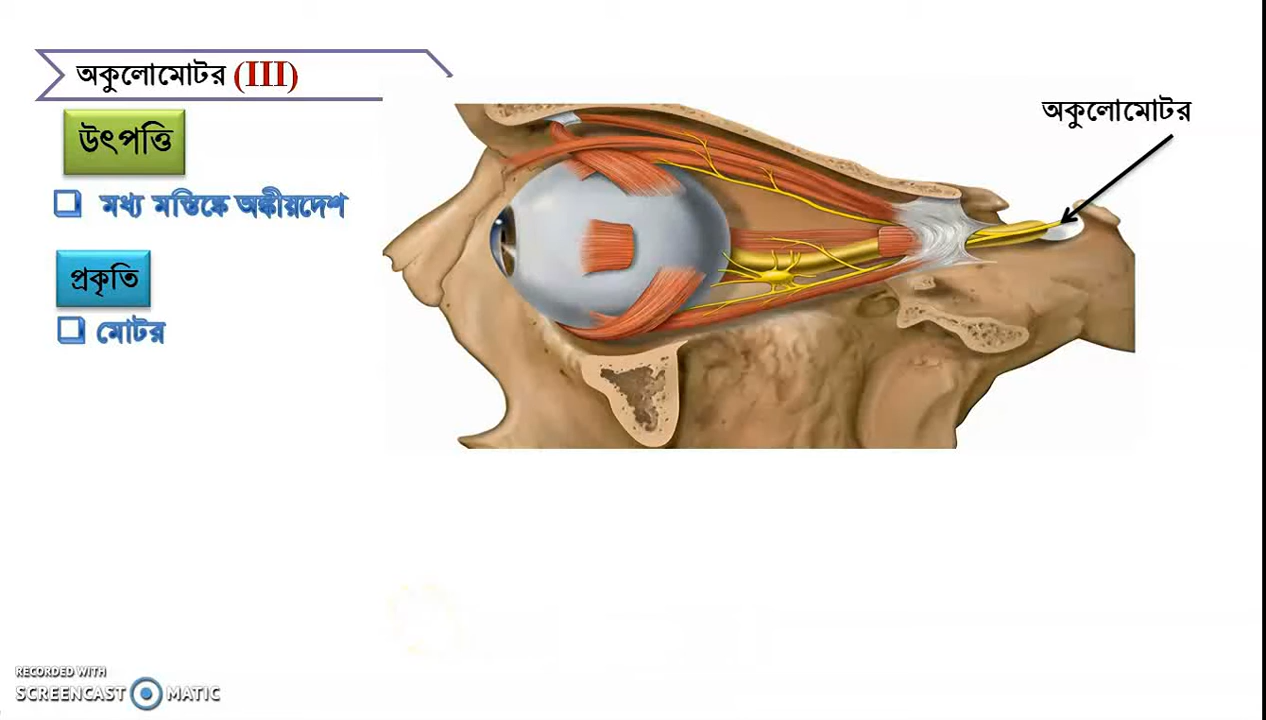 অকুলোমোটর (III)
অকুলোমোটর
উৎপত্তি
মধ্য মস্তিষ্কে অঙ্কীয়দেশ
প্রকৃতি
মোটর
RECORDED WITH
SCREENCAST MATIC